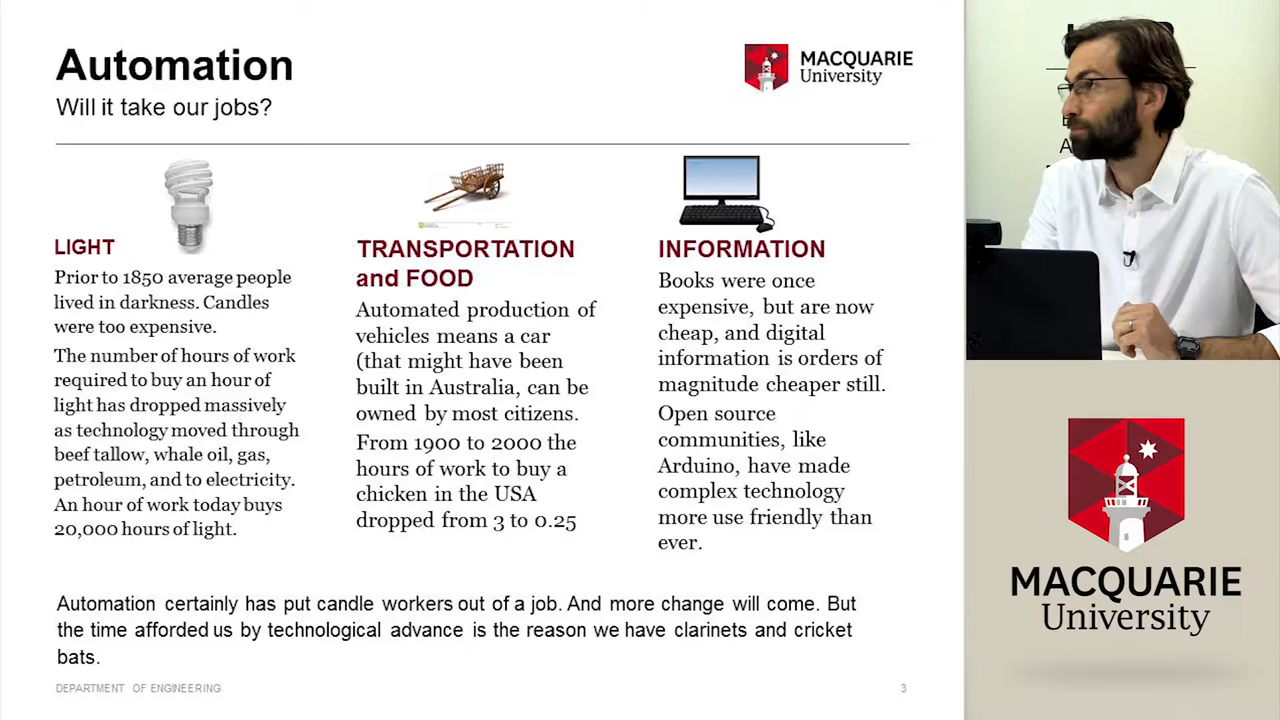 Automation
Will it take our jobs?
MACQUARIE
University
LIGHT
Prior to 1850 average people
lived in darkness. Candles
were too expensive.
The number of hours of work
required to buy an hour of
light has dropped massively
as technology moved through
beef tallow, whale oil, gas,
petroleum, and to electricity.
An hour of work today buys
20,000 hours of light.
TRANSPORTATION
and FOOD
Automated production of
vehicles means a car
(that might have been
built in Australia, can be
owned by most citizens.
From 1900 to 2000 the
hours of work to buy a
chicken in the USA
dropped from 3 to 0.25
INFORMATION
Books were once
expensive, but are now
cheap, and digital
information is orders of
magnitude cheaper still.
Open source
communities, like
Arduino, have made
complex technology
more use friendly than
ever.
Automation certainly has put candle workers out of a job. And more change will come. But
the time afforded us by technological advance is the reason we have clarinets and cricket
bats.
DEPARTMENT OF ENGINEERING
3
MACQUARIE
University